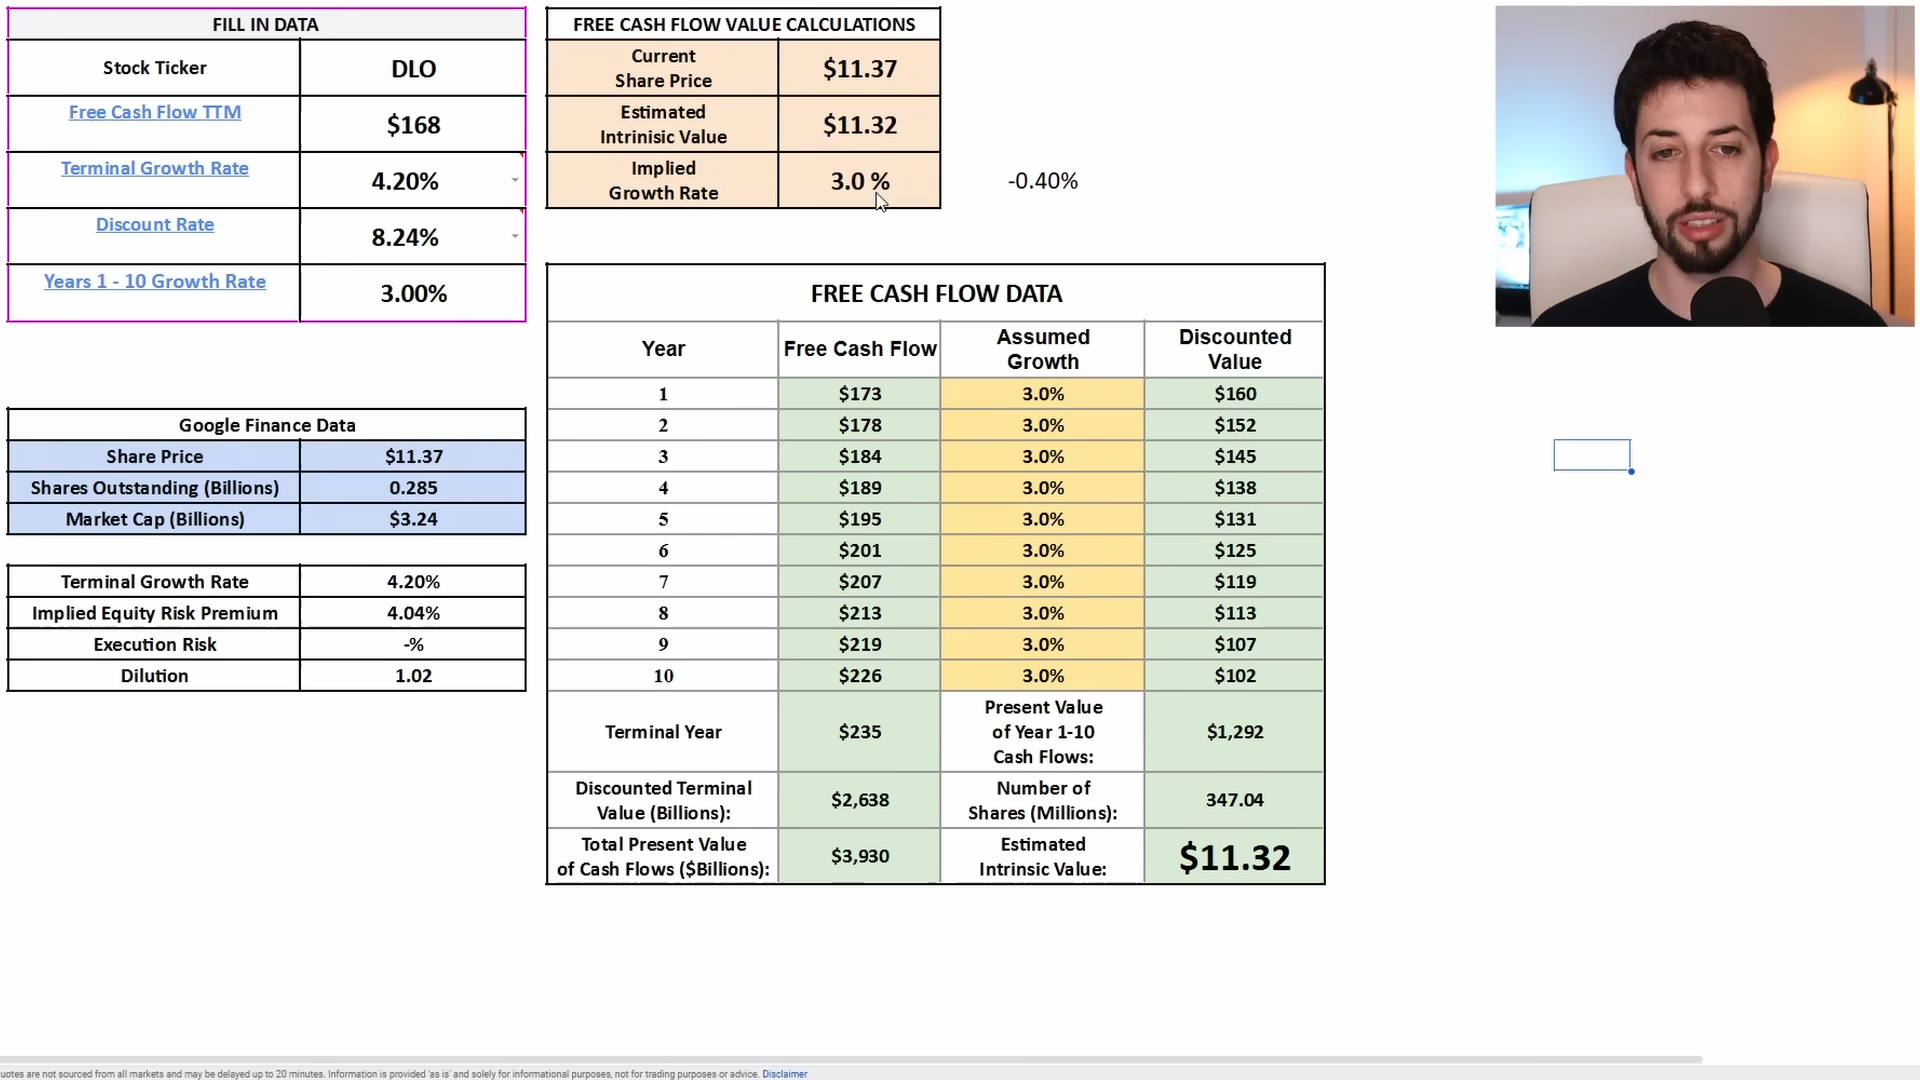 FILL IN DATA
Stock Ticker DLO
Free Cash Flow TTM $168
Terminal Growth Rate 4.20%
Discount Rate 8.24%
Years 1 - 10 Growth Rate 3.00%
FREE CASH FLOW VALUE CALCULATIONS
Current
Share Price $11.37
Estimated
Intrinisic Value $11.32
Implied
Growth Rate 3.0 %
-0.40%
Google Finance Data
Share Price $11.37
Shares Outstanding (Billions) 0.285
Market Cap (Billions) $3.24
Terminal Growth Rate 4.20%
Implied Equity Risk Premium 4.04%
Execution Risk -%
Dilution 1.02
FREE CASH FLOW DATA
Year Free Cash Flow Assumed
Growth Discounted
Value
1 $173 3.0% $160
2 $178 3.0% $152
3 $184 3.0% $145
4 $189 3.0% $138
5 $195 3.0% $131
6 $201 3.0% $125
7 $207 3.0% $119
8 $213 3.0% $113
9 $219 3.0% $107
10 $226 3.0% $102
Terminal Year $235 Present Value
of Year 1-10
Cash Flows: $1,292
Discounted Terminal
Value (Billions): $2,638 Number of
Shares (Millions): 347.04
Total Present Value
of Cash Flows ($Billions): $3,930 Estimated
Intrinsic Value: $11.32
uotes are not sourced from all markets and may be delayed up to 20 minutes. Information is provided 'as is' and solely for informational purposes, not for trading purposes or advice. Disclaimer